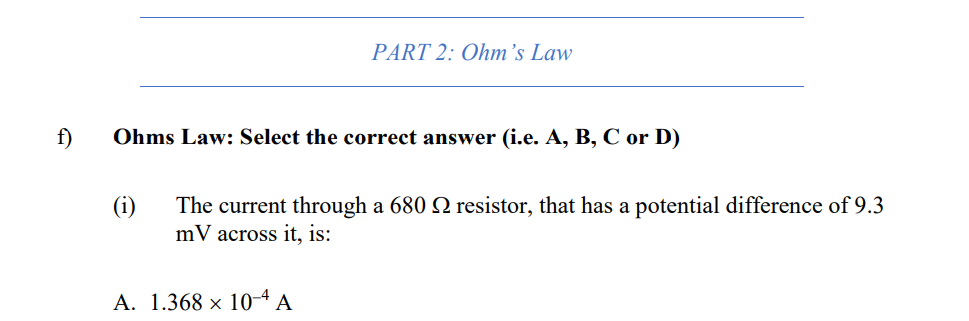 PART 2: Ohm's Law
f) Ohms Law: Select the correct answer (i.e. A, B, C or D)
(i) The current through a 680 Ω resistor, that has a potential difference of 9.3
mV across it, is:
A. 1.368 × 10⁻⁴ A